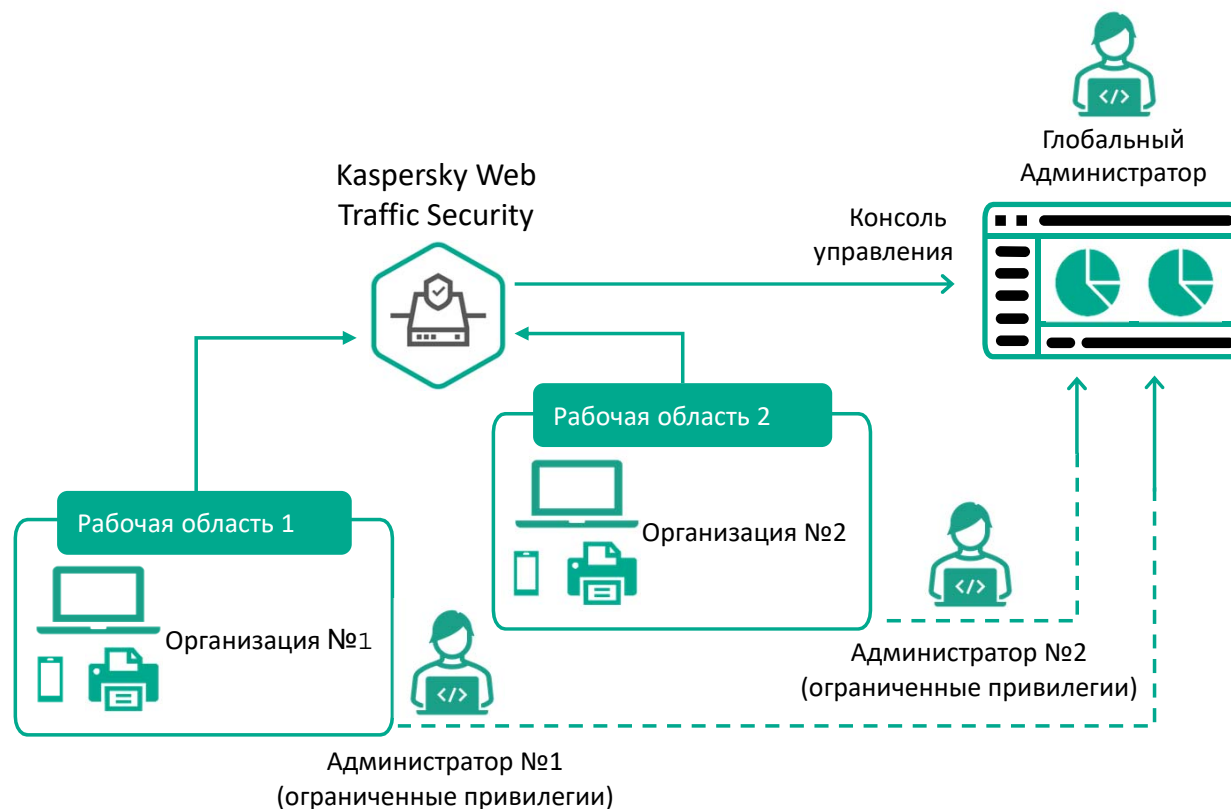 Глобальный
Администратор
Kaspersky Web
Traffic Security
Консоль
управления
Рабочая область 2
Организация №2
Рабочая область 1
Организация №1
Администратор №2
(ограниченные привилегии)
Администратор №1
(ограниченные привилегии)